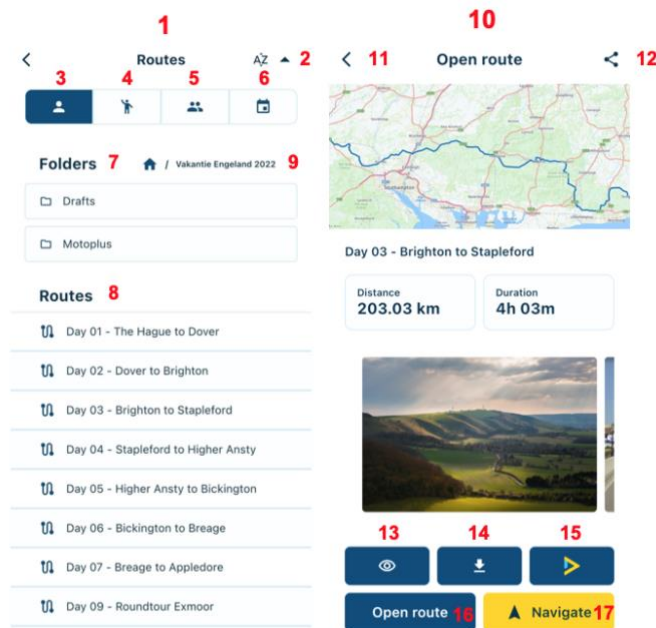 1
10
Routes
AZ
2
11
Open route
12
3
4
5
6
Folders
7
/ Vakantie Engeland 2022
9
Drafts
Motoplus
Routes
8
Day 01 - The Hague to Dover
Day 02 - Dover to Brighton
Day 03 - Brighton to Stapleford
Day 04 - Stapleford to Higher Ansty
Day 05 - Higher Ansty to Bickington
Day 06 - Bickington to Breage
Day 07 - Breage to Appledore
Day 09 - Roundtour Exmoor
Southampton
Day 03 - Brighton to Stapleford
Distance
203.03 km
Duration
4h 03m
13
14
15
Open route
16
Navigate
17